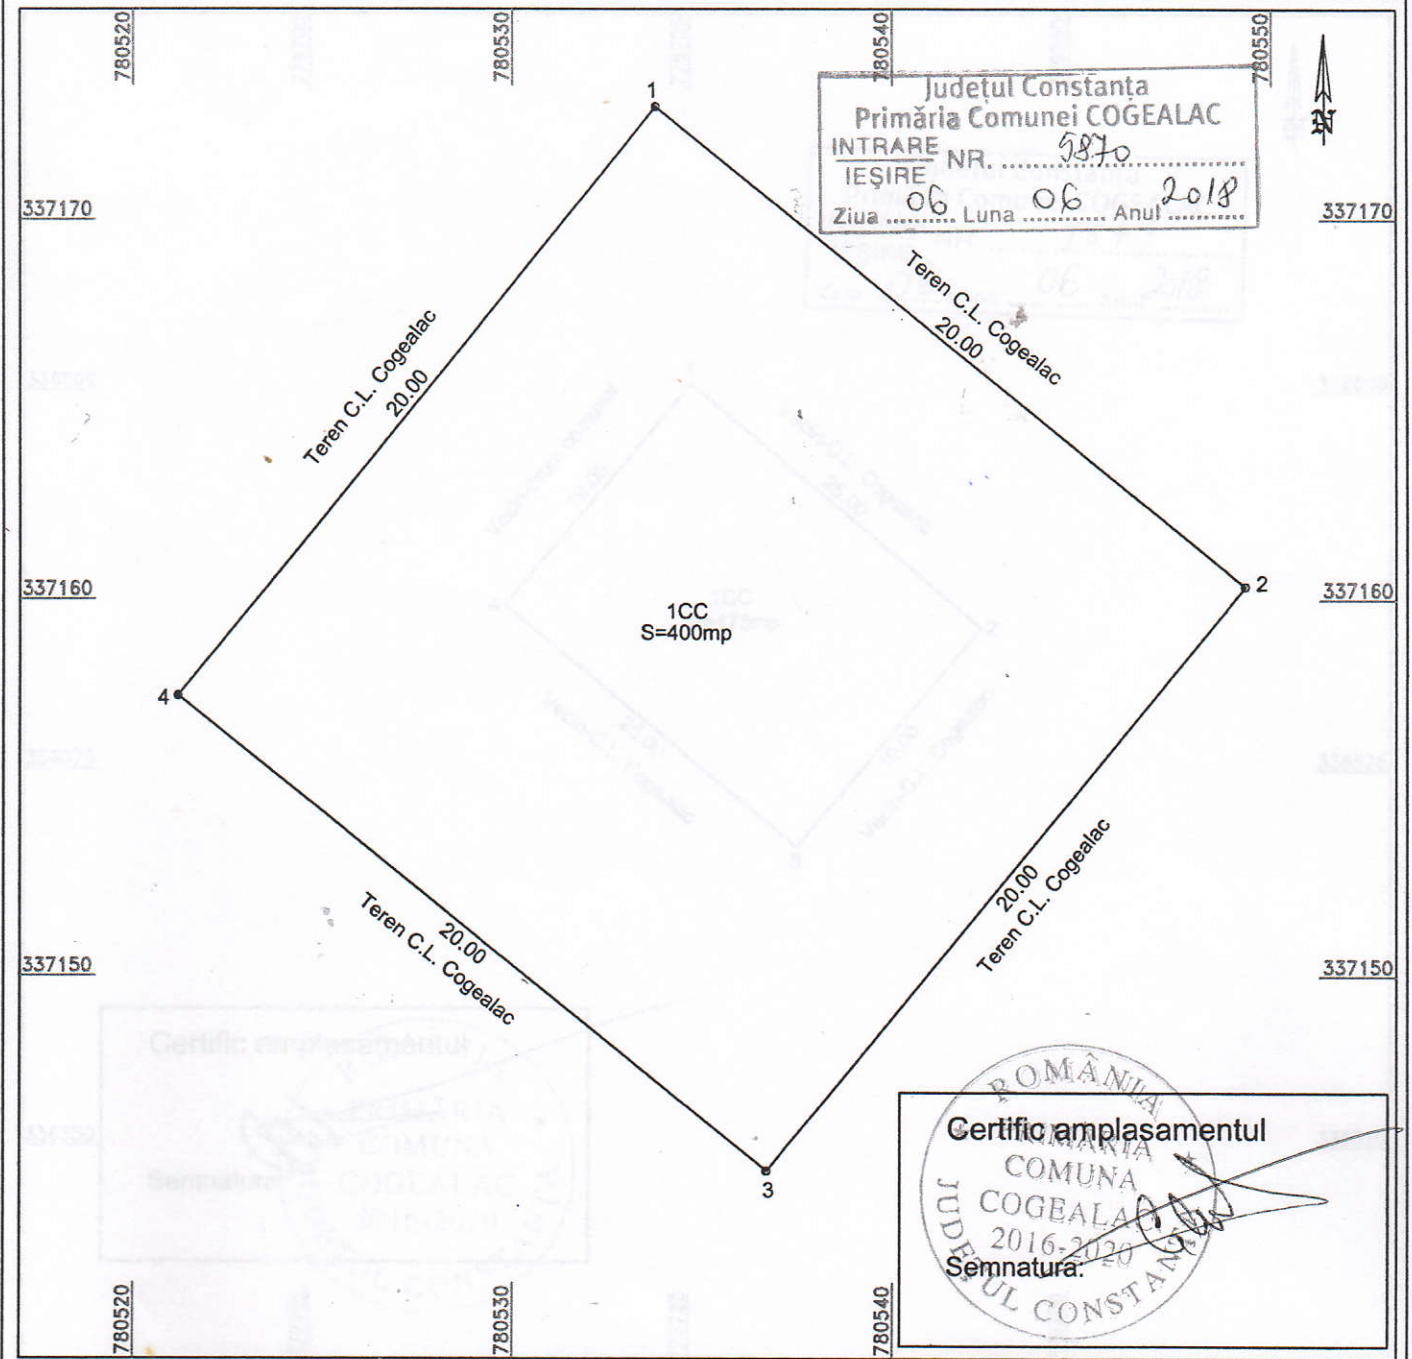 780520
780530
780540
780550
1
Județul Constanța
Primăria Comunei COGEALAC
INTRARE
IEȘIRE
NR. 5870
Ziua 06 Luna 06 Anul 2018
N
337170
337170
Teren C.L. Cogealac
20.00
Teren C.L. Cogealac
20.00
337160
337160
2
1CC
S=400mp
4
20.00
Teren C.L. Cogealac
20.00
Teren C.L. Cogealac
337150
337150
3
Certific amplasamentul
Semnatura:
ROMÂNIA
PRIMĂRIA
COMUNA
COGEALAC
2016-2020
JUDEȚUL CONSTANȚA
780520
780530
780540